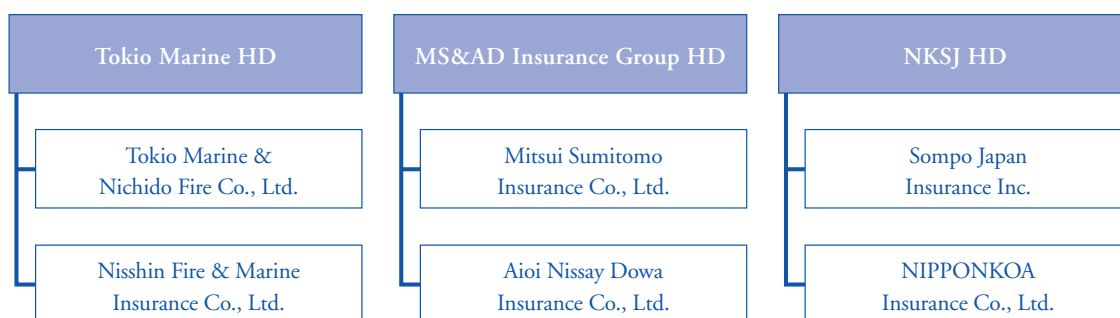 Tokio Marine HD
Tokio Marine &
Nichido Fire Co., Ltd.
Nisshin Fire & Marine
Insurance Co., Ltd.
MS&AD Insurance Group HD
Mitsui Sumitomo
Insurance Co., Ltd.
Aioi Nissay Dowa
Insurance Co., Ltd.
NKSJ HD
Sompo Japan
Insurance Inc.
NIPPONKOA
Insurance Co., Ltd.